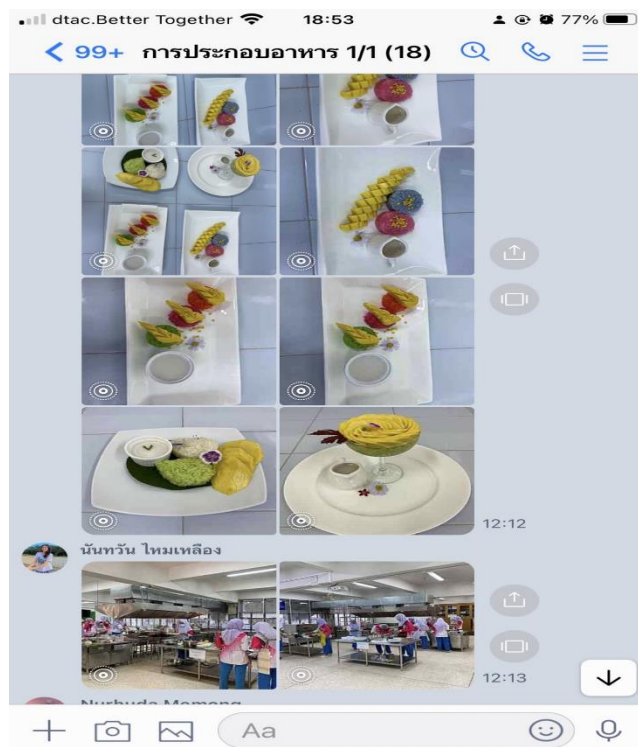 dtac.Better Together 18:53 77%
99+ การประกอบอาหาร 1/1 (18)
12:12
นันทวัน ไหมเหลือง
12:13
Nurhuda Mamong
Aa